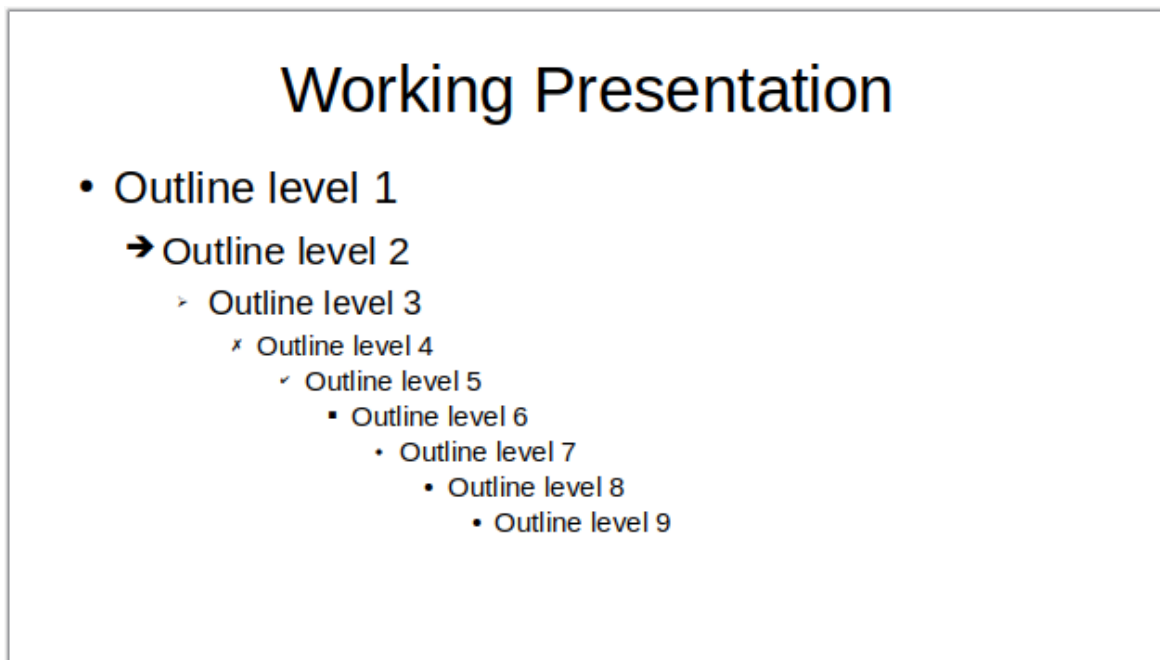 Working Presentation
• Outline level 1
➔ Outline level 2
➢ Outline level 3
✗ Outline level 4
✔ Outline level 5
▪ Outline level 6
• Outline level 7
• Outline level 8
• Outline level 9